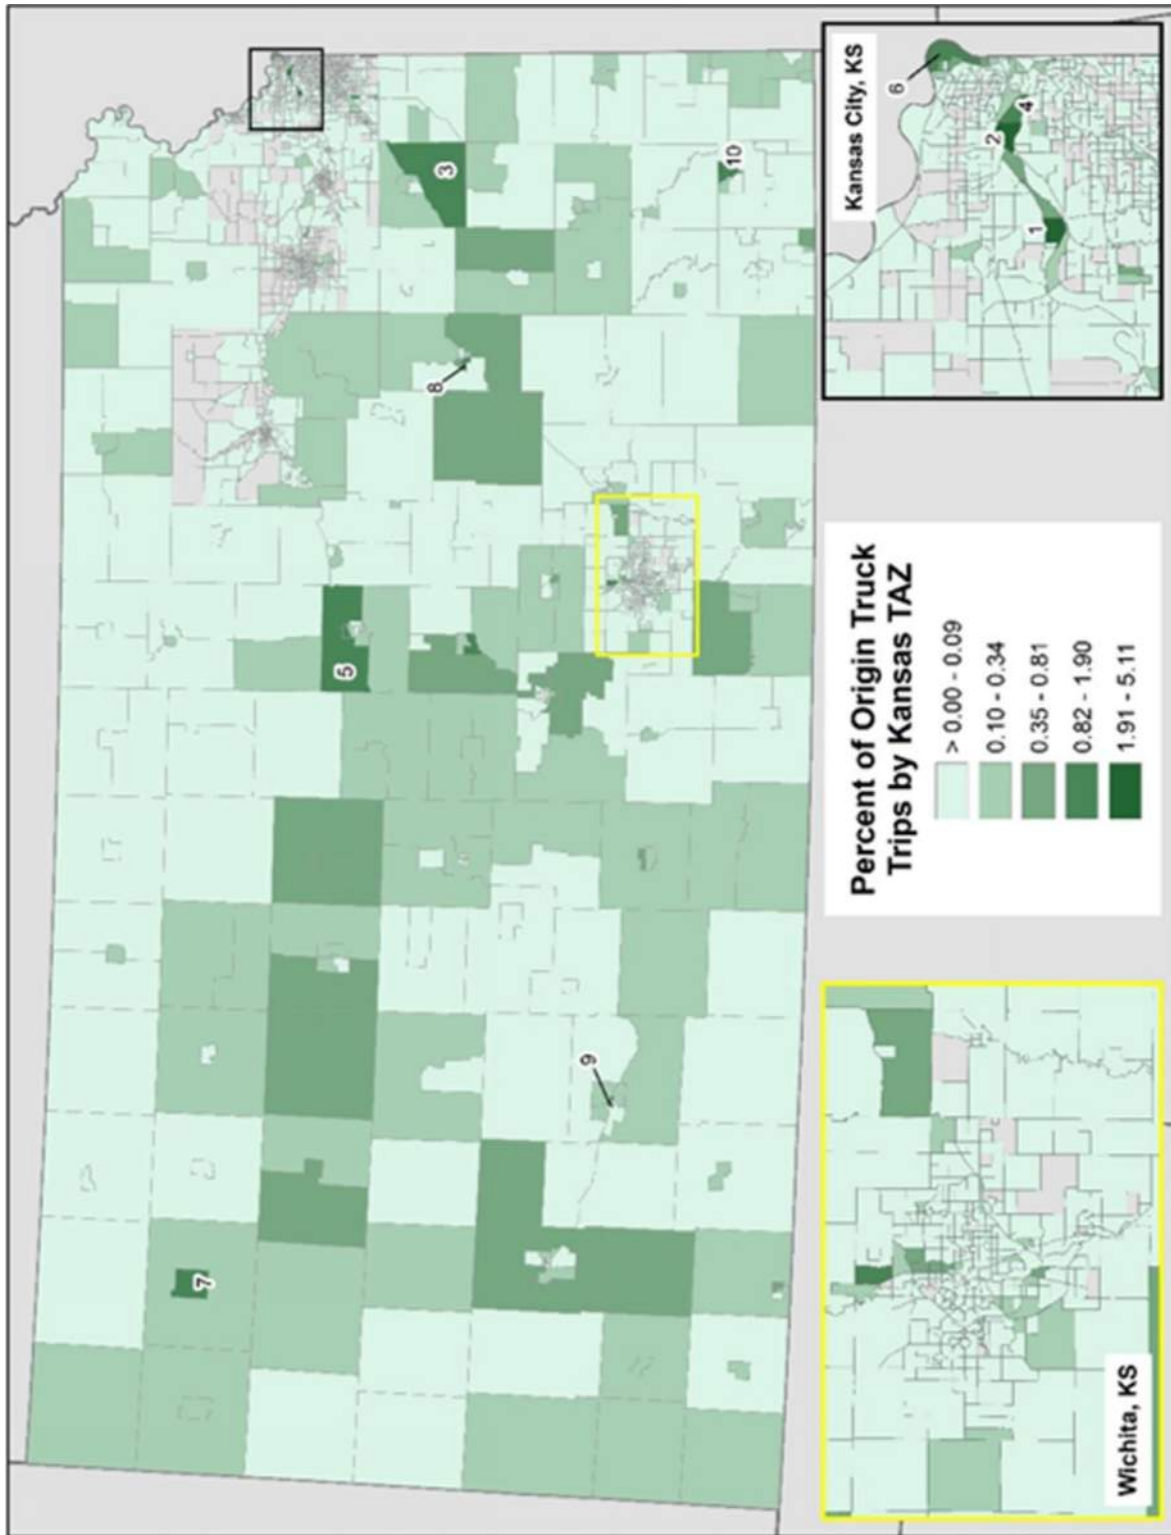 Percent of Origin Truck
Trips by Kansas TAZ
> 0.00 - 0.09
0.10 - 0.34
0.35 - 0.81
0.82 - 1.90
1.91 - 5.11
Wichita, KS
Kansas City, KS
1
2
3
4
5
6
7
8
9
10